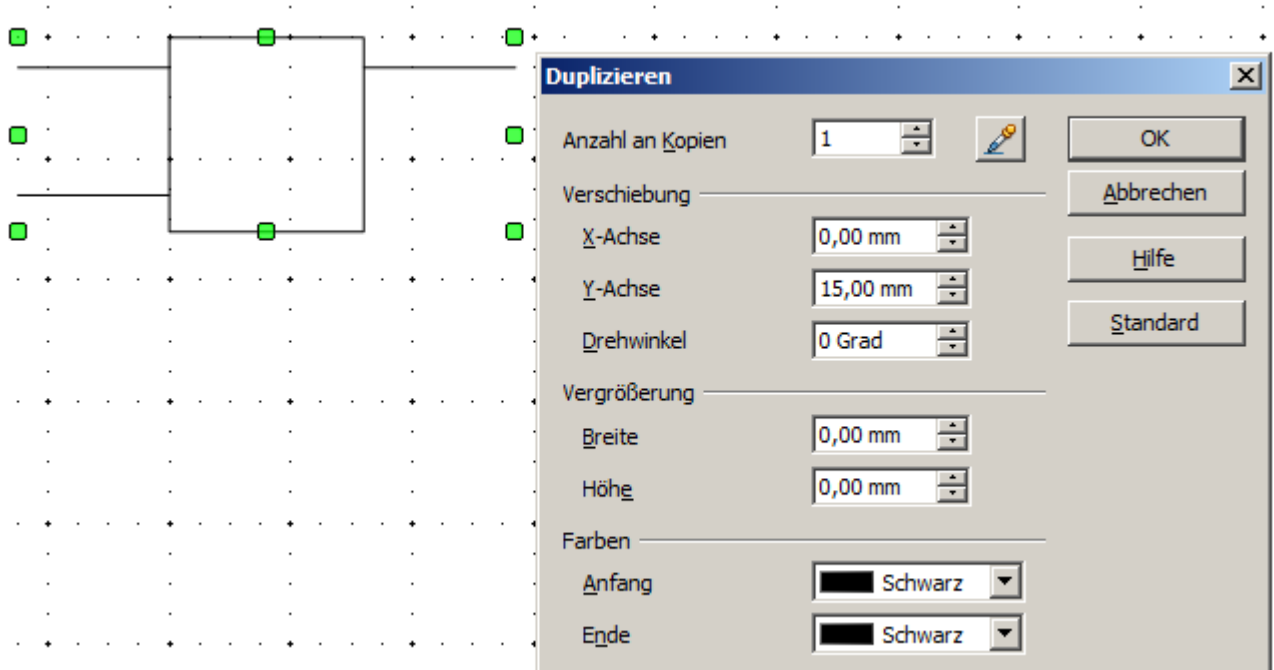 Duplizieren
Anzahl an Kopien 1 OK
Verschiebung Abbrechen
X-Achse 0,00 mm Hilfe
Y-Achse 15,00 mm Standard
Drehwinkel 0 Grad
Vergrößerung
Breite 0,00 mm
Höhe 0,00 mm
Farben
Anfang Schwarz
Ende Schwarz